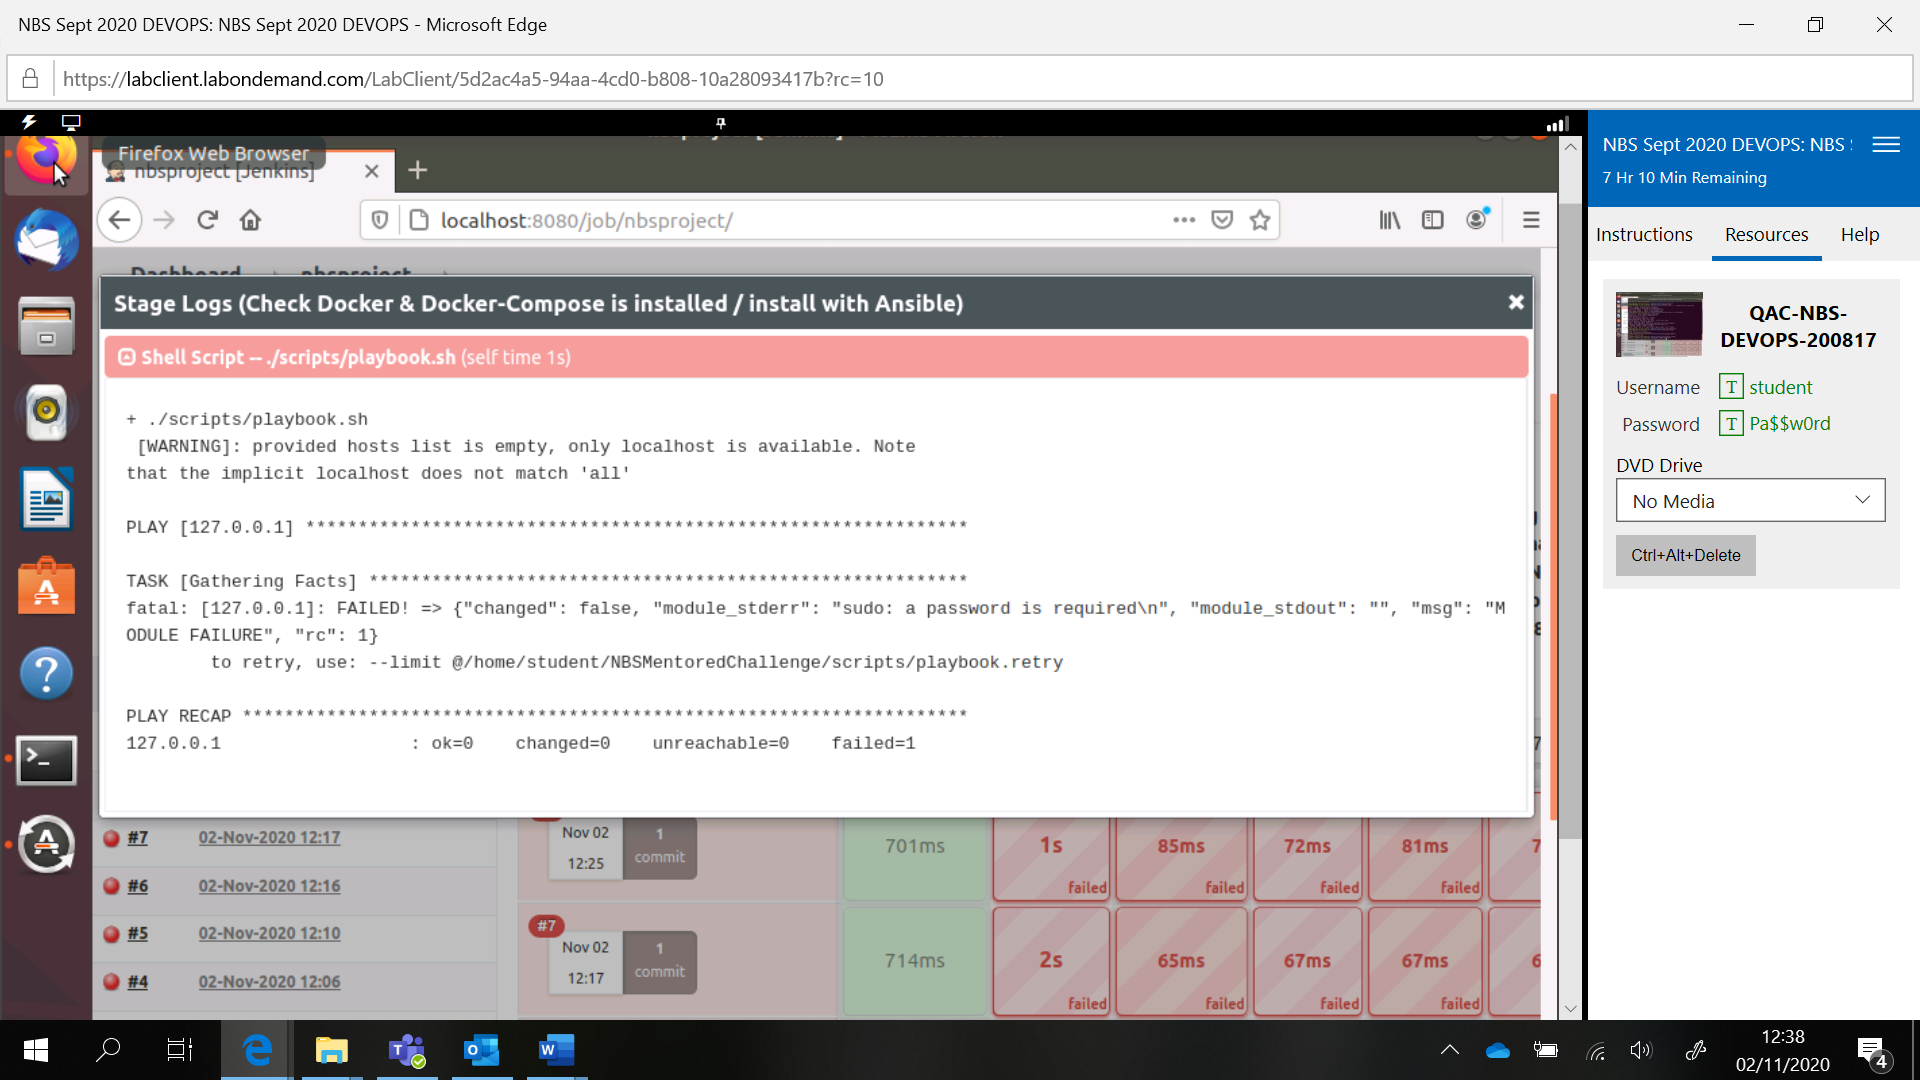 NBS Sept 2020 DEVOPS: NBS Sept 2020 DEVOPS - Microsoft Edge
https://labclient.labondemand.com/LabClient/5d2ac4a5-94aa-4cd0-b808-10a28093417b?rc=10
Firefox Web Browser
nbsproject [Jenkins]
localhost:8080/job/nbsproject/
Dashboard nbsproject
Stage Logs (Check Docker & Docker-Compose is installed / install with Ansible)
Shell Script -- ./scripts/playbook.sh (self time 1s)
+ ./scripts/playbook.sh
[WARNING]: provided hosts list is empty, only localhost is available. Note
that the implicit localhost does not match 'all'
PLAY [127.0.0.1] ***************************************************************
TASK [Gathering Facts] *********************************************************
fatal: [127.0.0.1]: FAILED! => {"changed": false, "module_stderr": "sudo: a password is required\n", "module_stdout": "", "msg": "M
ODULE FAILURE", "rc": 1}
to retry, use: --limit @/home/student/NBSMentoredChallenge/scripts/playbook.retry
PLAY RECAP *********************************************************************
127.0.0.1 : ok=0 changed=0 unreachable=0 failed=1
#7 02-Nov-2020 12:17
#6 02-Nov-2020 12:16
#5 02-Nov-2020 12:10
#4 02-Nov-2020 12:06
Nov 02
12:25
1
commit
701ms
1s
failed
85ms
failed
72ms
failed
81ms
failed
7
#7
Nov 02
12:17
1
commit
714ms
2s
failed
65ms
failed
67ms
failed
67ms
failed
6
NBS Sept 2020 DEVOPS: NBS
7 Hr 10 Min Remaining
Instructions Resources Help
QAC-NBS-
DEVOPS-200817
Username T student
Password T Pa$$w0rd
DVD Drive
No Media
Ctrl+Alt+Delete
12:38
02/11/2020
4